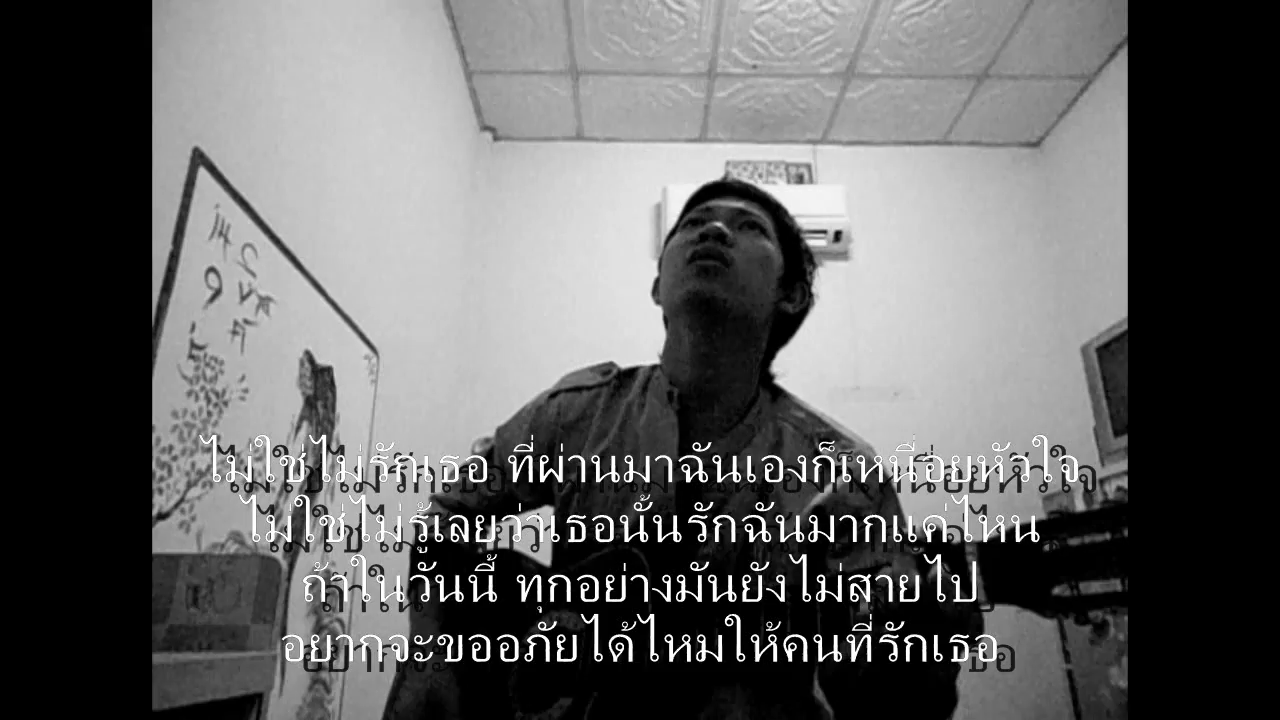 ไม่ใช่ไม่รักเธอ ที่ผ่านมาฉันเองก็เหนื่อยหัวใจ
ไม่ใช่ไม่รู้เลยว่าเธอนั้นรักฉันมากแค่ไหน
ถ้าในวันนี้ ทุกอย่างมันยังไม่สายไป
อยากจะขออภัยได้ไหมให้คนที่รักเธอ